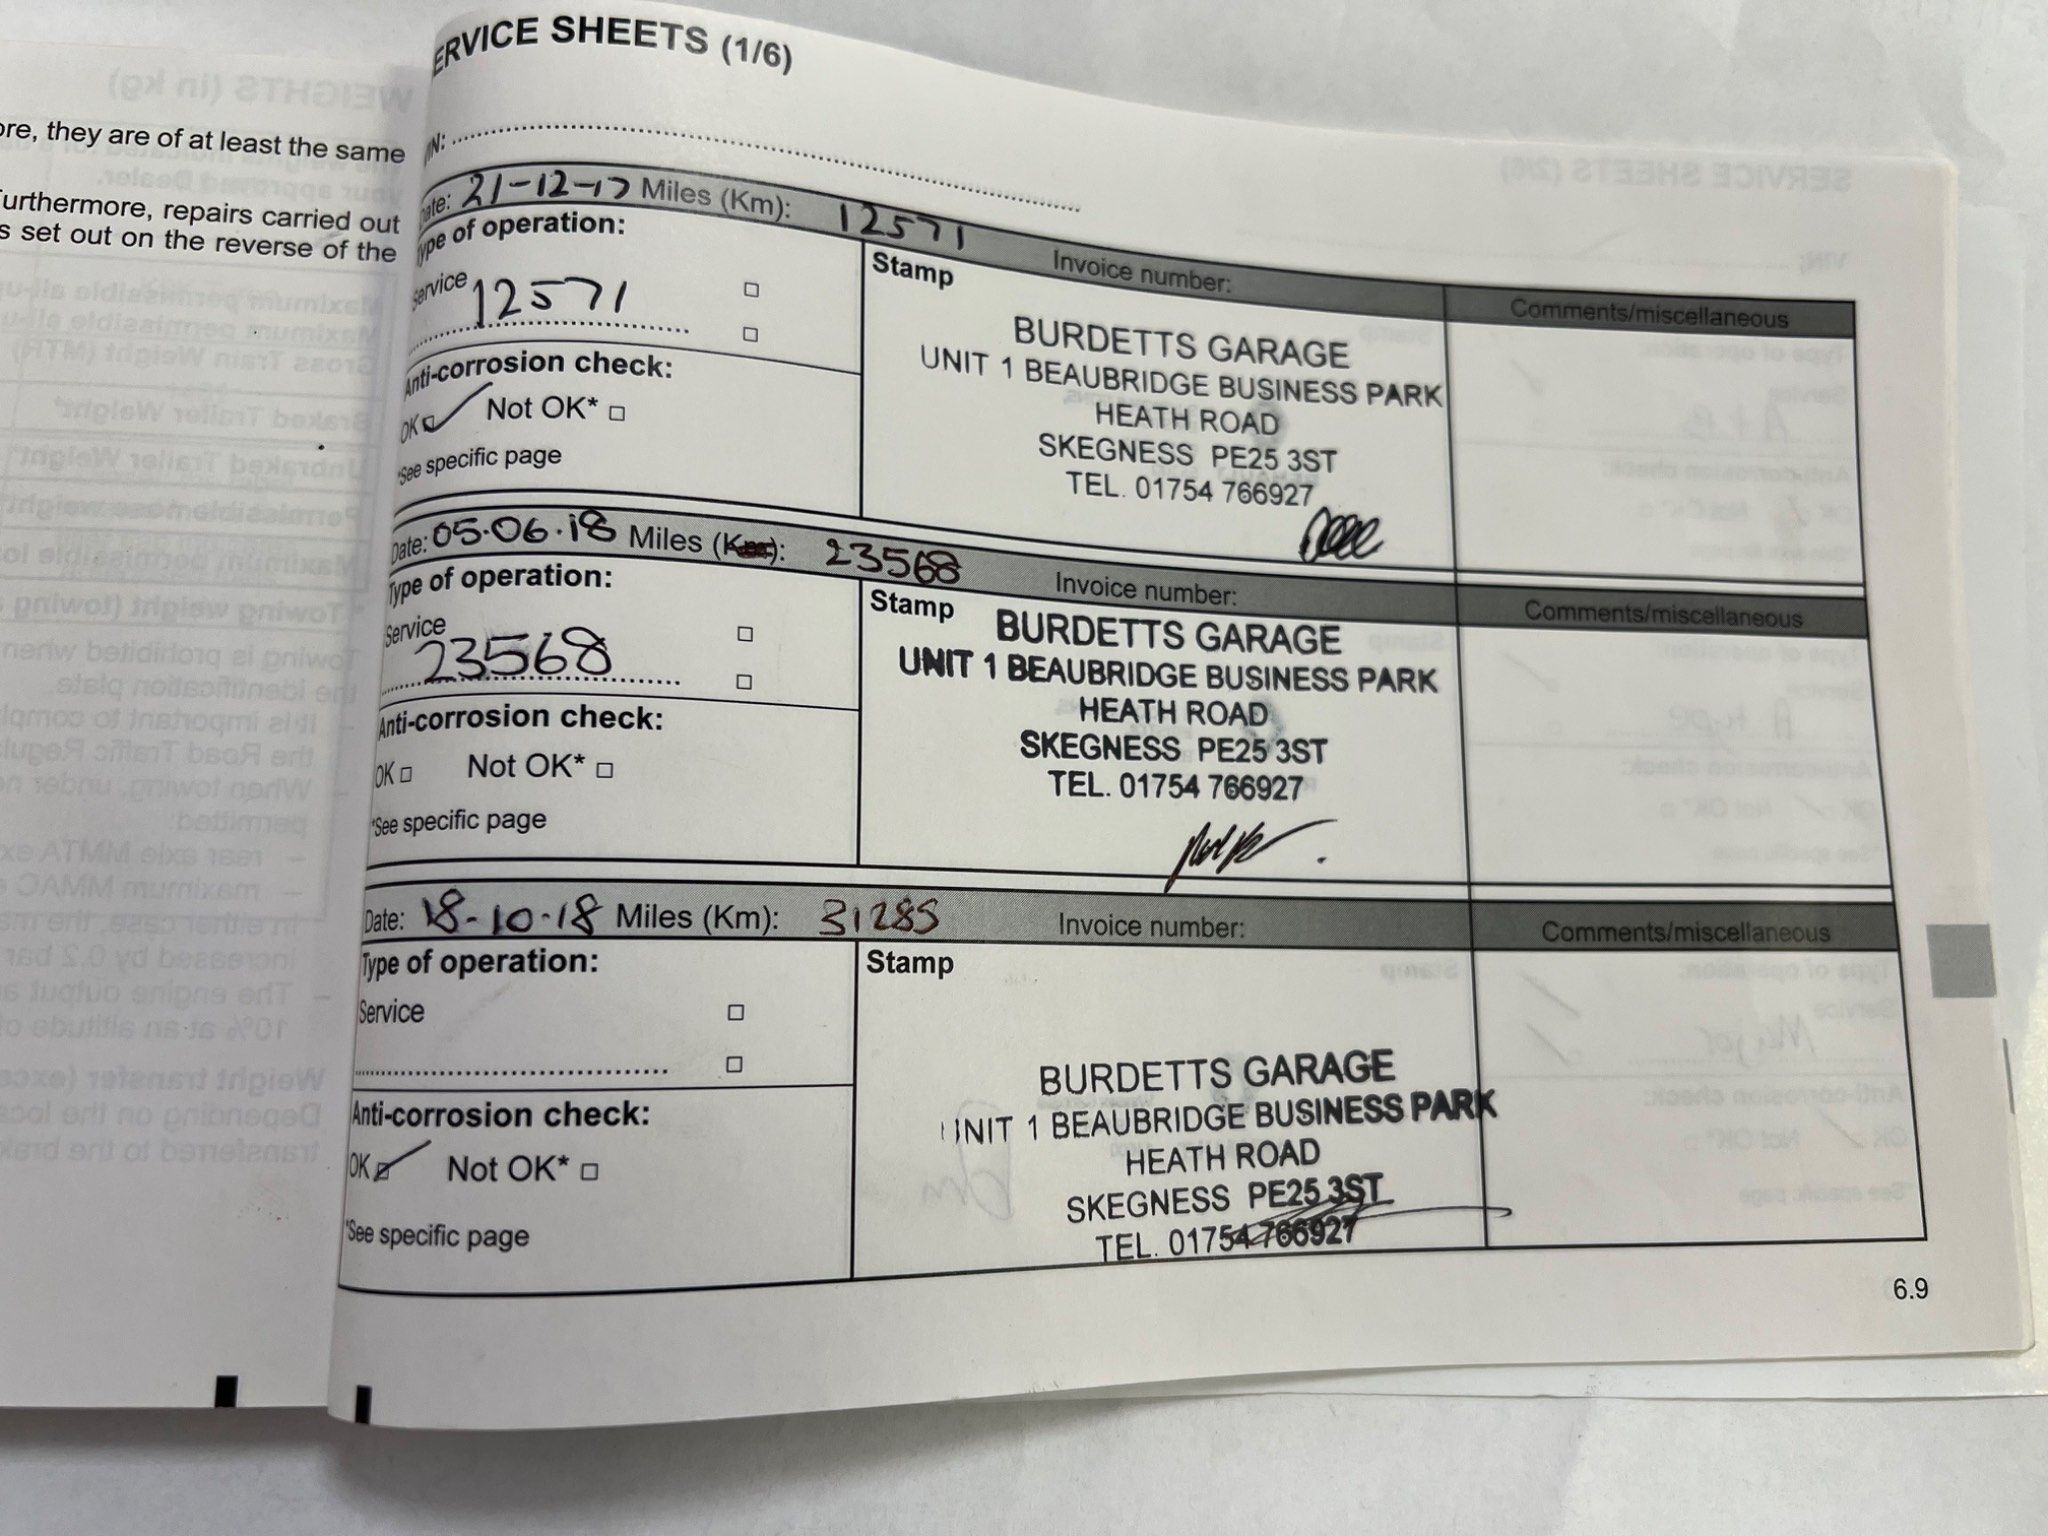 ore, they are of at least the same
urthermore, repairs carried out
s set out on the reverse of the
ERVICE SHEETS (1/6)
IN:
ate: 21-12-17 Miles (Km): 12571 Invoice number:
ype of operation:
Stamp
Comments/miscellaneous
Service 12571
BURDETTS GARAGE
UNIT 1 BEAUBRIDGE BUSINESS PARK
HEATH ROAD
SKEGNESS PE25 3ST
TEL. 01754 766927
Anti-corrosion check:
OK Not OK*
*See specific page
Date: 05.06.18 Miles (Km): 23568 Invoice number:
Type of operation:
Stamp
Comments/miscellaneous
Service
23568
BURDETTS GARAGE
UNIT 1 BEAUBRIDGE BUSINESS PARK
HEATH ROAD
SKEGNESS PE25 3ST
TEL. 01754 766927
Anti-corrosion check:
OK Not OK*
*See specific page
Date: 18-10-18 Miles (Km): 31285 Invoice number:
Comments/miscellaneous
Type of operation:
Stamp
Service
BURDETTS GARAGE
UNIT 1 BEAUBRIDGE BUSINESS PARK
HEATH ROAD
SKEGNESS PE25 3ST
TEL. 01754 766927
Anti-corrosion check:
OK Not OK*
*See specific page
6.9